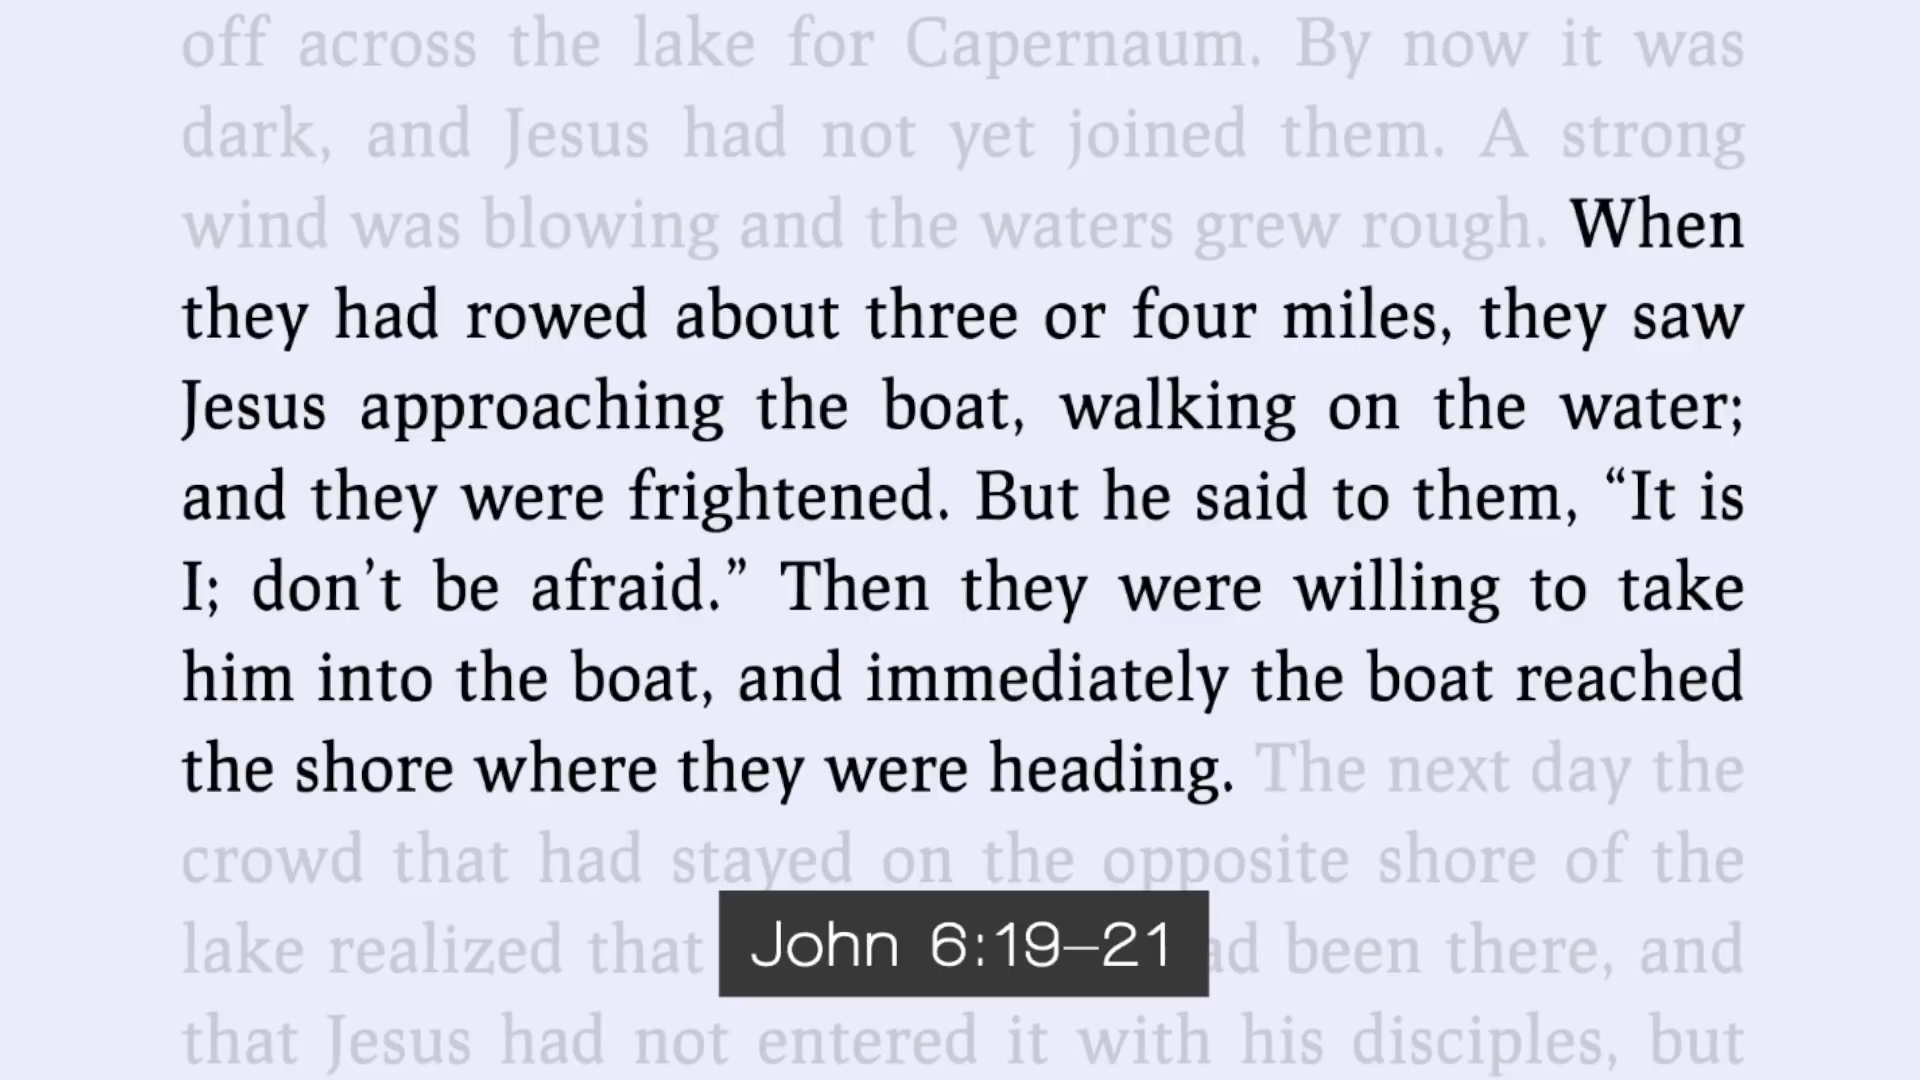 off across the lake for Capernaum. By now it was
dark, and Jesus had not yet joined them. A strong
wind was blowing and the waters grew rough. When
they had rowed about three or four miles, they saw
Jesus approaching the boat, walking on the water;
and they were frightened. But he said to them, “It is
I; don’t be afraid.” Then they were willing to take
him into the boat, and immediately the boat reached
the shore where they were heading. The next day the
crowd that had stayed on the opposite shore of the
lake realized that been there, and
John 6:19–21
that Jesus had not entered it with his disciples, but